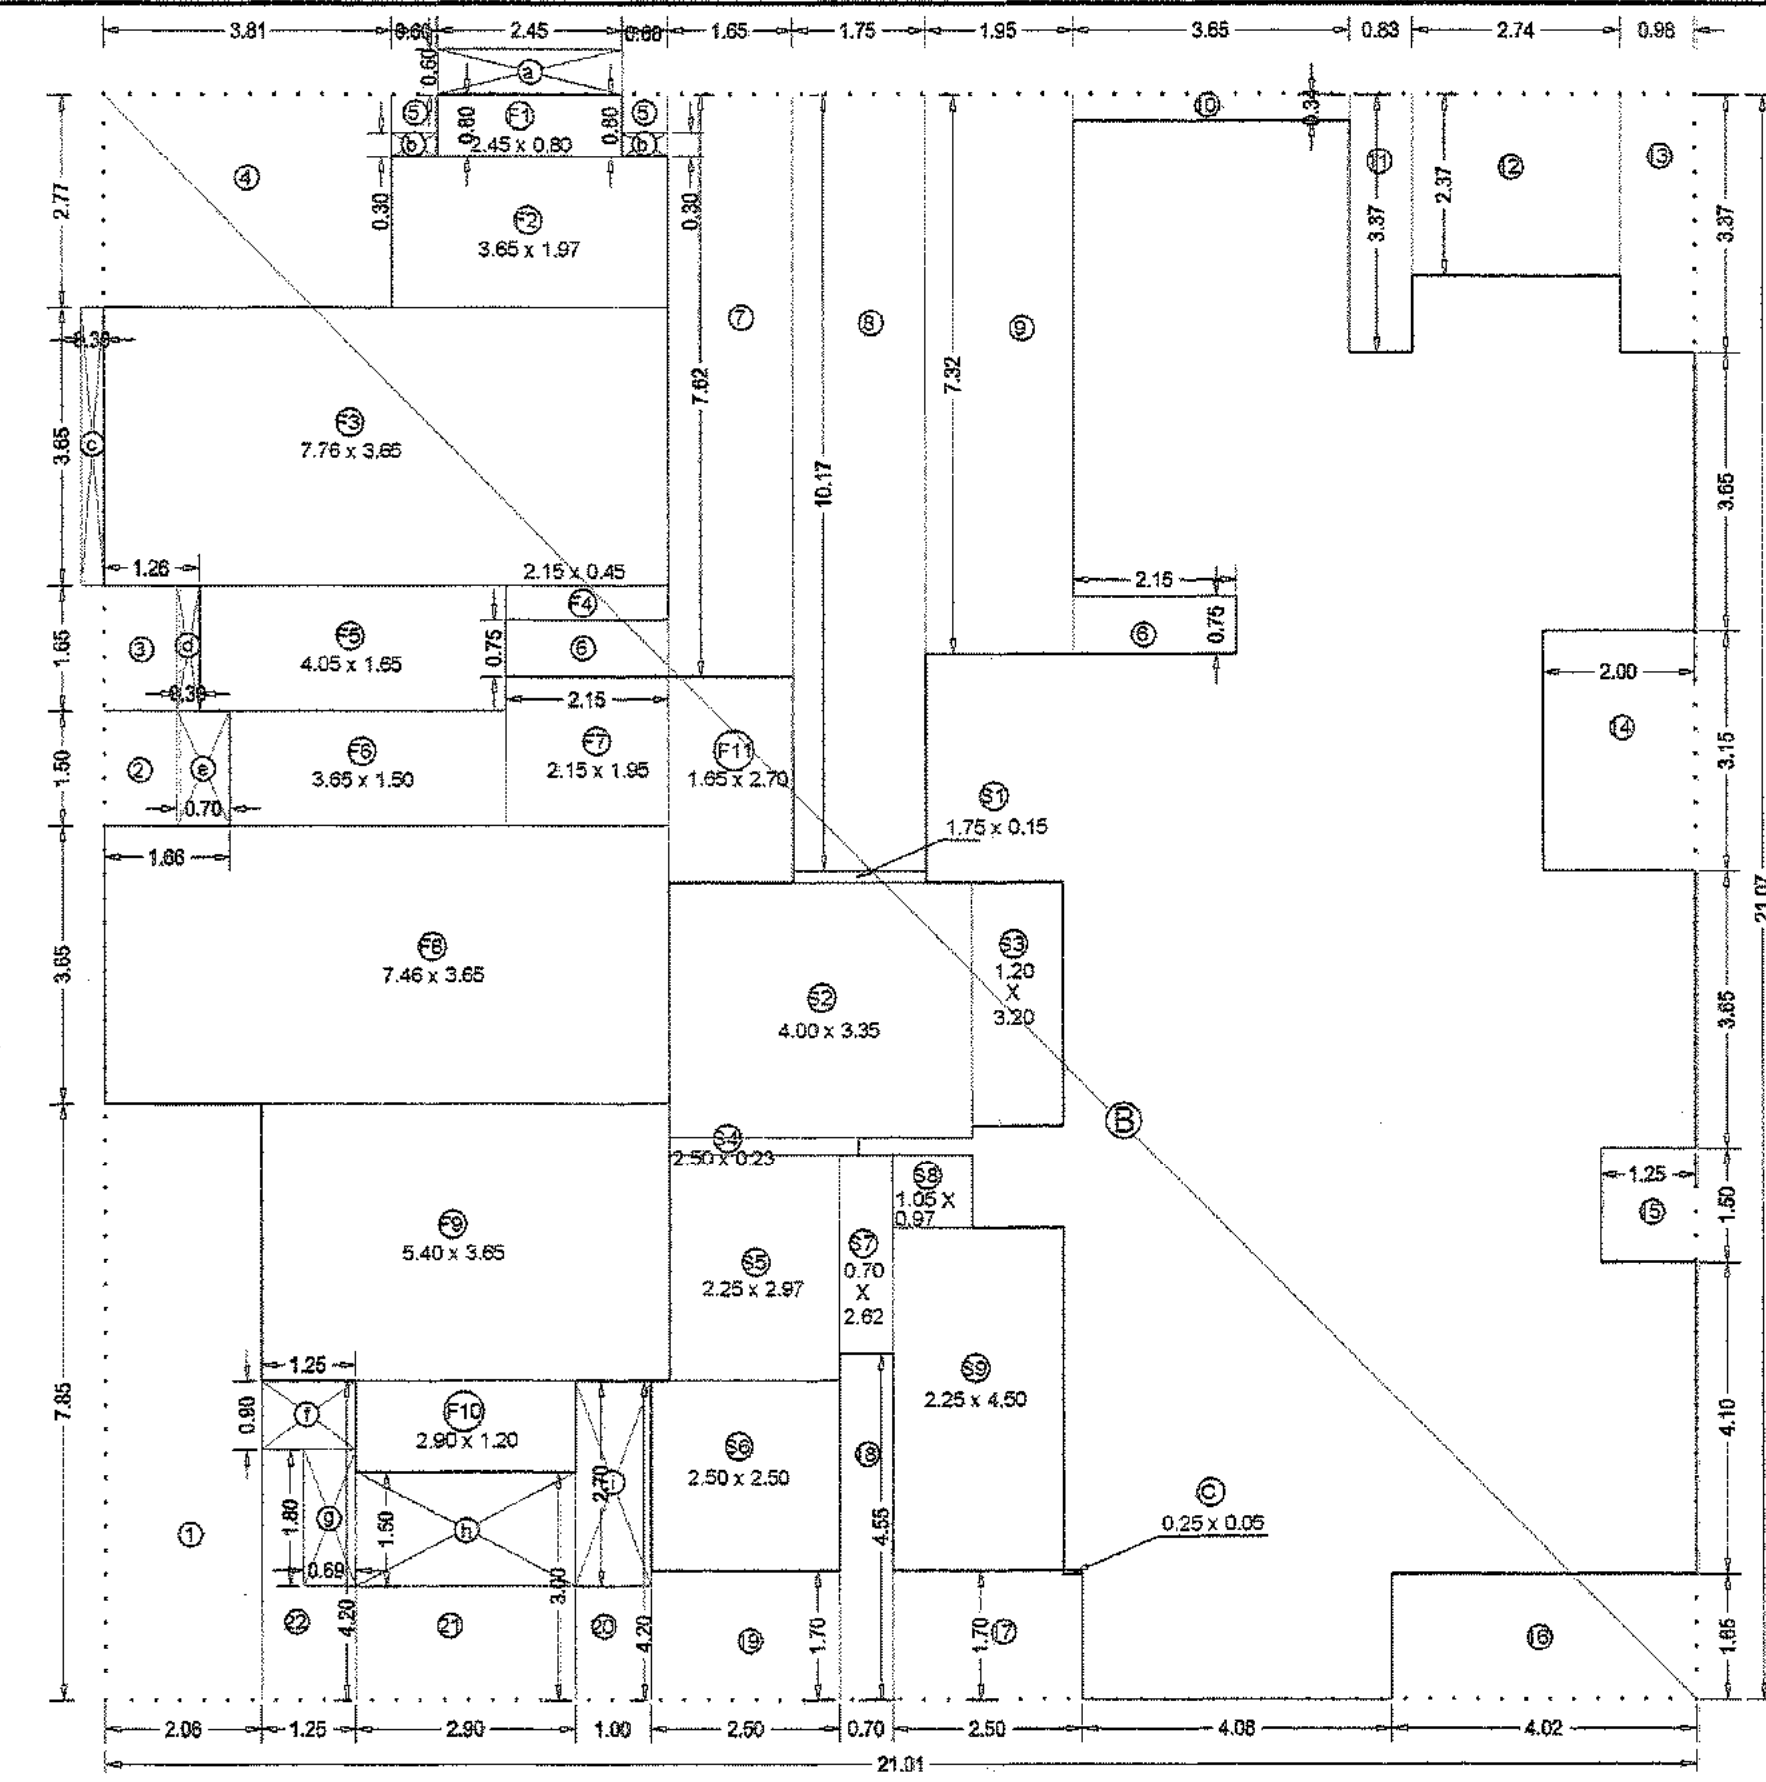 3.81 0.60 2.45 0.60 1.65 1.75 1.95 3.65 0.83 2.74 0.98
0.60
a
5 F1 5
0.80 0.80
b 2.45 x 0.80 b
10 0.34
11 12 13
4
2.77
0.30 0.30
F2
3.65 x 1.97
2.37
3.37 3.37
7 8 9
0.30
7.62 7.32
c
3.65
F3
7.76 x 3.65
10.17
3.65
1.26
2.15 x 0.45
F4
2.15
0.75
6
3 d F5
4.05 x 1.65
1.65
0.75
6
0.30
2.15
2.00
14
3.15
2 e F6
3.65 x 1.50
1.50
F7
2.15 x 1.95
F11
1.65 x 2.70
0.70
1.66
S1
1.75 x 0.15
21.07
F8
7.46 x 3.65
3.65
S2
4.00 x 3.35
S3
1.20
X
3.20
3.65
B
S4
2.50 x 0.23
S8
1.05 X
0.97
1.25
15
1.50
F9
5.40 x 3.65
S5
2.25 x 2.97
S7
0.70
X
2.62
1.25
0.90
f
F10
2.90 x 1.20
7.85
S6
2.50 x 2.50
S9
2.25 x 4.50
18
4.55
4.10
2.70
i
C
0.25 x 0.05
1
1.80
g
1.50
h
0.69
3.00
22 4.20 21 20 4.20 19 1.70 1.70 17 16 1.65
2.06 1.25 2.90 1.00 2.50 0.70 2.50 4.08 4.02
21.01